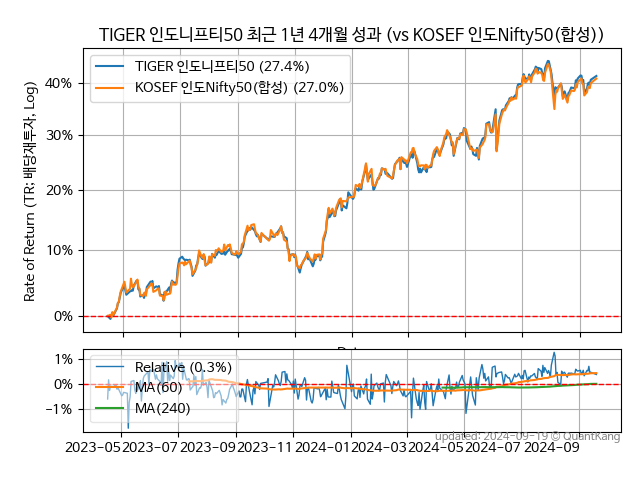 TIGER 인도니프티50 최근 1년 4개월 성과 (vs KOSEF 인도Nifty50(합성))
Rate of Return (TR: 배당재투자, Log)
TIGER 인도니프티50 (27.4%)
KOSEF 인도Nifty50(합성) (27.0%)
40%
30%
20%
10%
0%
Relative (0.3%)
MA(60)
MA(240)
1%
0%
−1%
2023-05 2023-07 2023-09 2023-11 2024-01 2024-03 2024-05 2024-07 2024-09
updated: 2024-09-19 © QuantKang